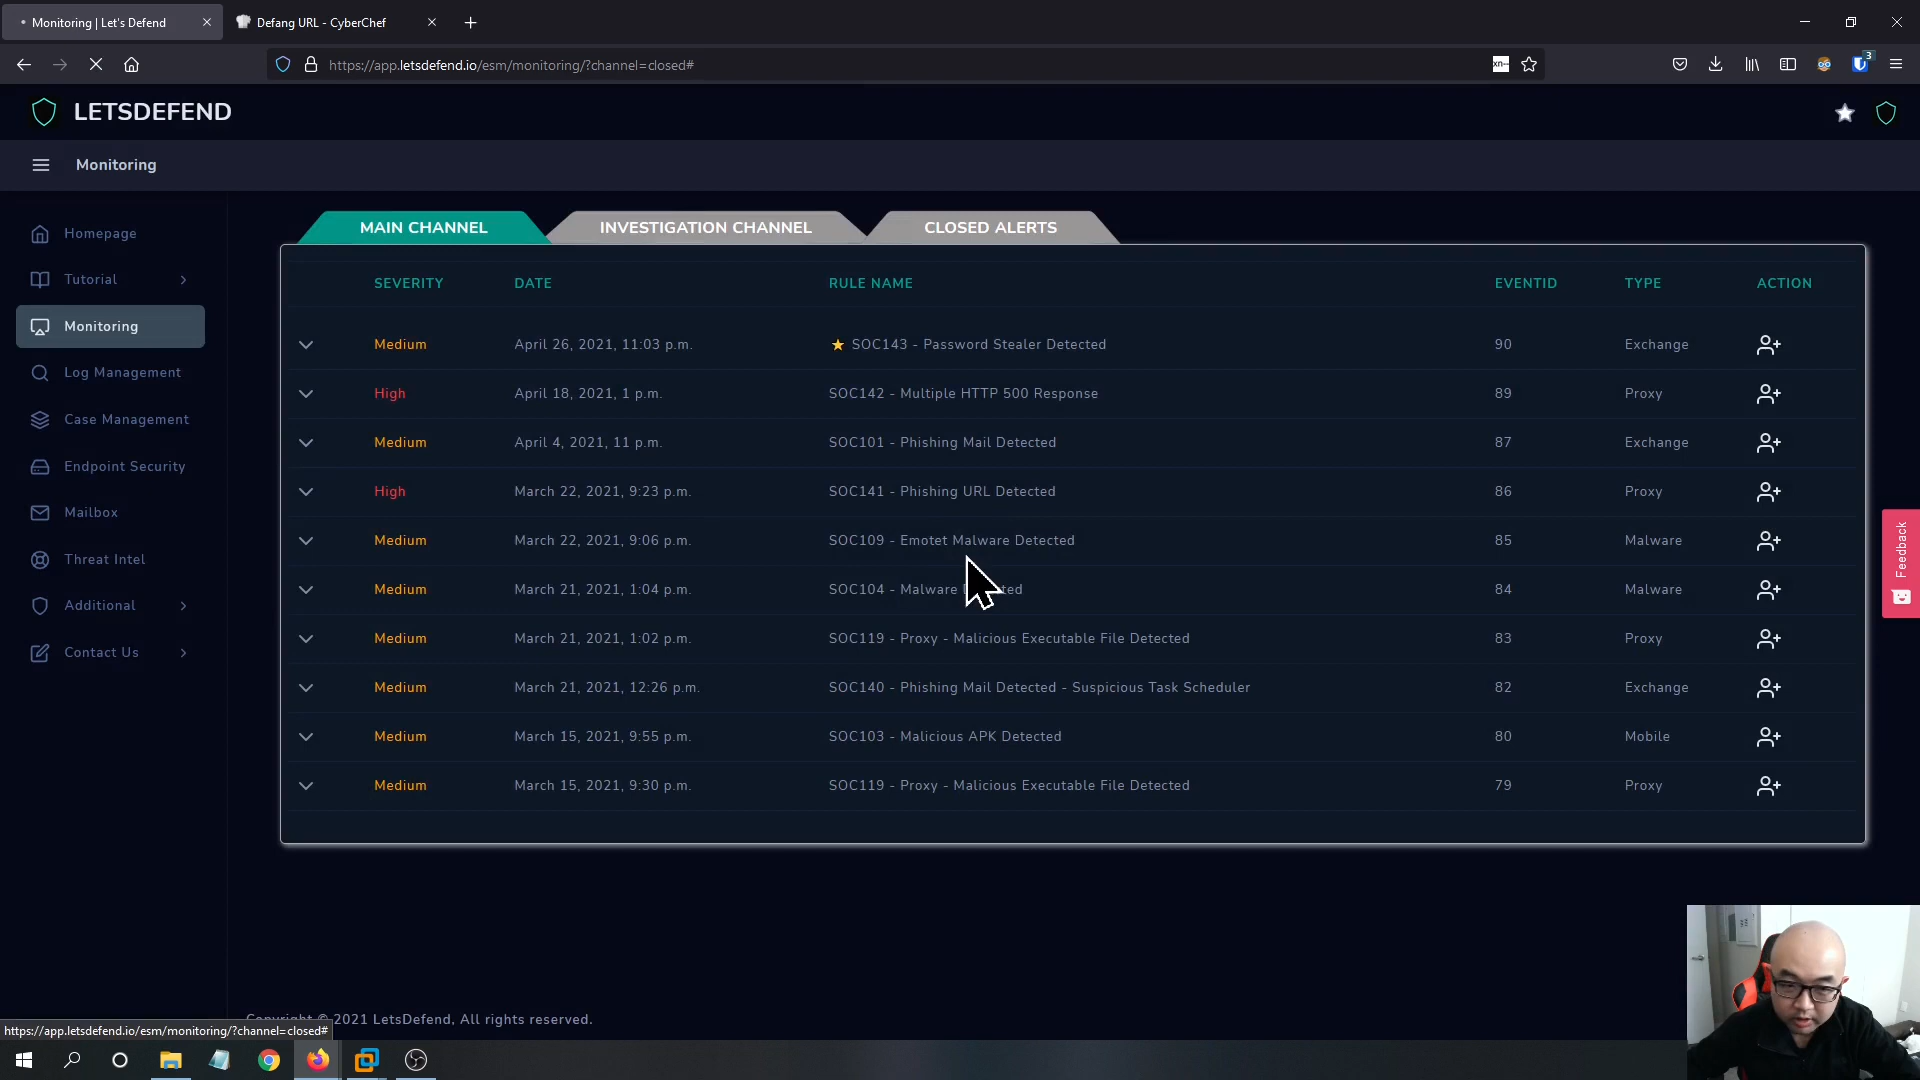 Monitoring | Let's Defend
Defang URL - CyberChef
https://app.letsdefend.io/esm/monitoring/?channel=closed#
xn--
3
LETSDEFEND
Monitoring
Homepage
Tutorial
Monitoring
Log Management
Case Management
Endpoint Security
Mailbox
Threat Intel
Additional
Contact Us
MAIN CHANNEL INVESTIGATION CHANNEL CLOSED ALERTS
SEVERITY DATE RULE NAME EVENTID TYPE ACTION
Medium April 26, 2021, 11:03 p.m. SOC143 - Password Stealer Detected 90 Exchange
High April 18, 2021, 1 p.m. SOC142 - Multiple HTTP 500 Response 89 Proxy
Medium April 4, 2021, 11 p.m. SOC101 - Phishing Mail Detected 87 Exchange
High March 22, 2021, 9:23 p.m. SOC141 - Phishing URL Detected 86 Proxy
Medium March 22, 2021, 9:06 p.m. SOC109 - Emotet Malware Detected 85 Malware
Medium March 21, 2021, 1:04 p.m. SOC104 - Malware 84 Malware
Medium March 21, 2021, 1:02 p.m. SOC119 - Proxy - Malicious Executable File Detected 83 Proxy
Medium March 21, 2021, 12:26 p.m. SOC140 - Phishing Mail Detected - Suspicious Task Scheduler 82 Exchange
Medium March 15, 2021, 9:55 p.m. SOC103 - Malicious APK Detected 80 Mobile
Medium March 15, 2021, 9:30 p.m. SOC119 - Proxy - Malicious Executable File Detected 79 Proxy
Feedback
Copyright © 2021 LetsDefend, All rights reserved.
https://app.letsdefend.io/esm/monitoring/?channel=closed#